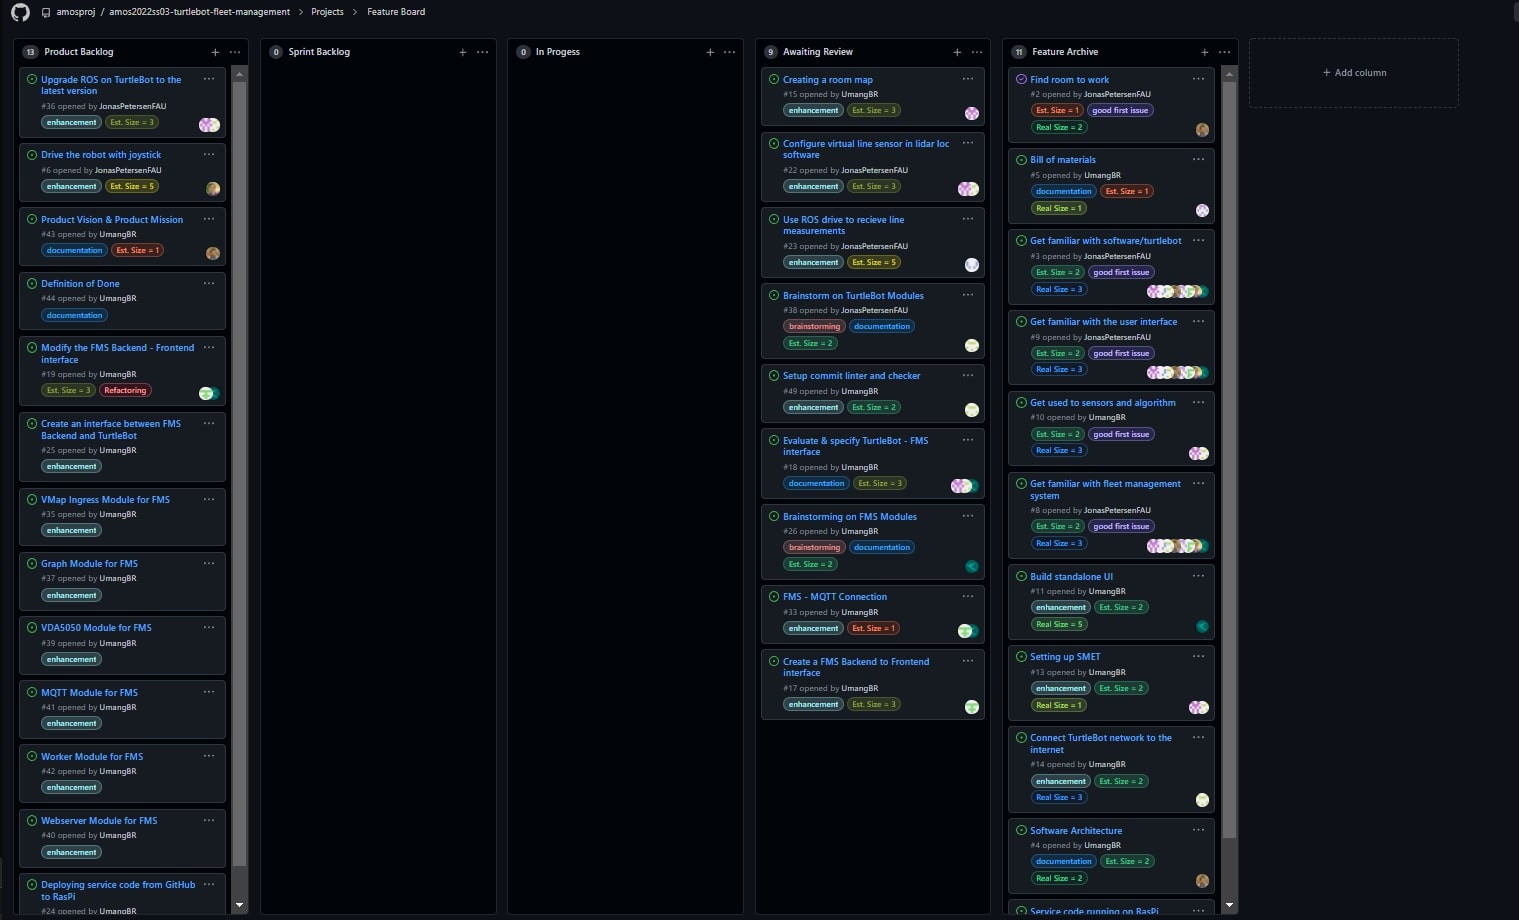 amosproj / amos2022ss03-turtlebot-fleet-management > Projects > Feature Board
13 Product Backlog + ...
Upgrade ROS on TurtleBot to the ...
latest version
#36 opened by JonasPetersenFAU
enhancement Est. Size = 3
Drive the robot with joystick ...
#6 opened by JonasPetersenFAU
enhancement Est. Size = 5
Product Vision & Product Mission ...
#43 opened by UmangBR
documentation Est. Size = 1
Definition of Done ...
#44 opened by UmangBR
documentation
Modify the FMS Backend - Frontend ...
interface
#19 opened by UmangBR
Est. Size = 3 Refactoring
Create an interface between FMS ...
Backend and TurtleBot
#25 opened by UmangBR
enhancement
VMap Ingress Module for FMS ...
#35 opened by UmangBR
enhancement
Graph Module for FMS ...
#37 opened by UmangBR
enhancement
VDA5050 Module for FMS ...
#39 opened by UmangBR
enhancement
MQTT Module for FMS ...
#41 opened by UmangBR
enhancement
Worker Module for FMS ...
#42 opened by UmangBR
enhancement
Webserver Module for FMS ...
#40 opened by UmangBR
enhancement
Deploying service code from GitHub ...
to RasPi
#24 opened by UmangBR
0 Sprint Backlog + ...
0 In Progess + ...
9 Awaiting Review + ...
Creating a room map ...
#15 opened by UmangBR
enhancement Est. Size = 3
Configure virtual line sensor in lidar loc ...
software
#22 opened by JonasPetersenFAU
enhancement Est. Size = 3
Use ROS drive to recieve line ...
measurements
#23 opened by JonasPetersenFAU
enhancement Est. Size = 5
Brainstorm on TurtleBot Modules ...
#38 opened by JonasPetersenFAU
brainstorming documentation
Est. Size = 2
Setup commit linter and checker ...
#49 opened by UmangBR
enhancement Est. Size = 2
Evaluate & specify TurtleBot - FMS ...
interface
#18 opened by UmangBR
documentation Est. Size = 3
Brainstorming on FMS Modules ...
#26 opened by UmangBR
brainstorming documentation
Est. Size = 2
FMS - MQTT Connection ...
#33 opened by UmangBR
enhancement Est. Size = 1
Create a FMS Backend to Frontend ...
interface
#17 opened by UmangBR
enhancement Est. Size = 3
11 Feature Archive + ...
Find room to work ...
#2 opened by JonasPetersenFAU
Est. Size = 1 good first issue
Real Size = 2
Bill of materials ...
#5 opened by UmangBR
documentation Est. Size = 1
Real Size = 1
Get familiar with software/turtlebot ...
#3 opened by JonasPetersenFAU
Est. Size = 2 good first issue
Real Size = 3
Get familiar with the user interface ...
#9 opened by JonasPetersenFAU
Est. Size = 2 good first issue
Real Size = 3
Get used to sensors and algorithm ...
#10 opened by UmangBR
Est. Size = 2 good first issue
Real Size = 3
Get familiar with fleet management ...
system
#8 opened by JonasPetersenFAU
Est. Size = 2 good first issue
Real Size = 3
Build standalone UI ...
#11 opened by UmangBR
enhancement Est. Size = 2
Real Size = 5
Setting up SMET ...
#13 opened by UmangBR
enhancement Est. Size = 2
Real Size = 1
Connect TurtleBot network to the ...
internet
#14 opened by UmangBR
enhancement Est. Size = 2
Real Size = 3
Software Architecture ...
#4 opened by UmangBR
documentation Est. Size = 2
Real Size = 2
Service code running on RasPi ...
+ Add column